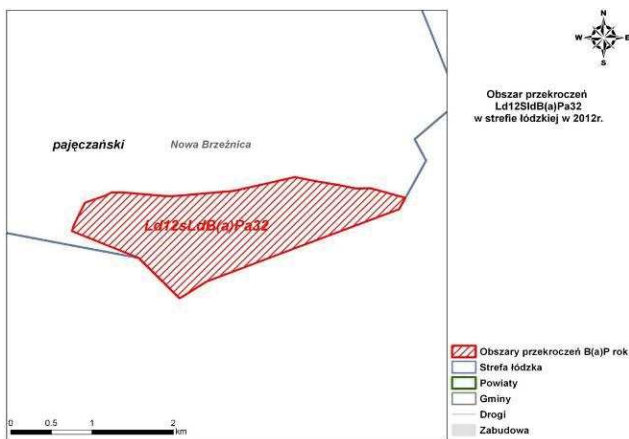 N
W E
S
Obszar przekroczeń
Ld12SldB(a)Pa32
w strefie łódzkiej w 2012r.
pajęczański
Nowa Brzeźnica
Ld12sLdB(a)Pa32
Obszary przekroczeń B(a)P rok
Strefa łódzka
Powiaty
Gminy
Drogi
Zabudowa
0 0.5 1 2
km